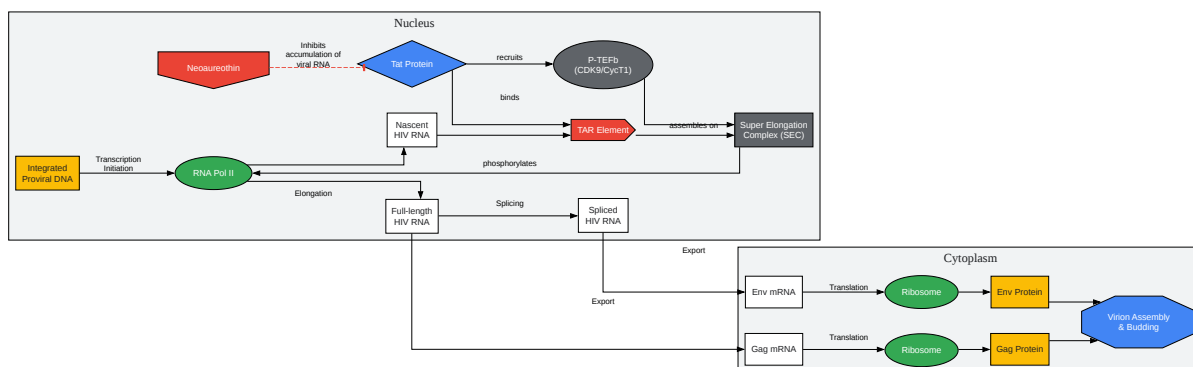 Nucleus
Inhibits
accumulation of
viral RNA
Neoaureothin
Tat Protein
recruits
P-TEFb
(CDK9/CycT1)
binds
Nascent
HIV RNA
TAR Element
assembles on
Super Elongation
Complex (SEC)
Integrated
Proviral DNA
Transcription
Initiation
RNA Pol II
phosphorylates
Elongation
Full-length
HIV RNA
Splicing
Spliced
HIV RNA
Export
Export
Cytoplasm
Env mRNA
Translation
Ribosome
Env Protein
Virion Assembly
& Budding
Gag mRNA
Translation
Ribosome
Gag Protein